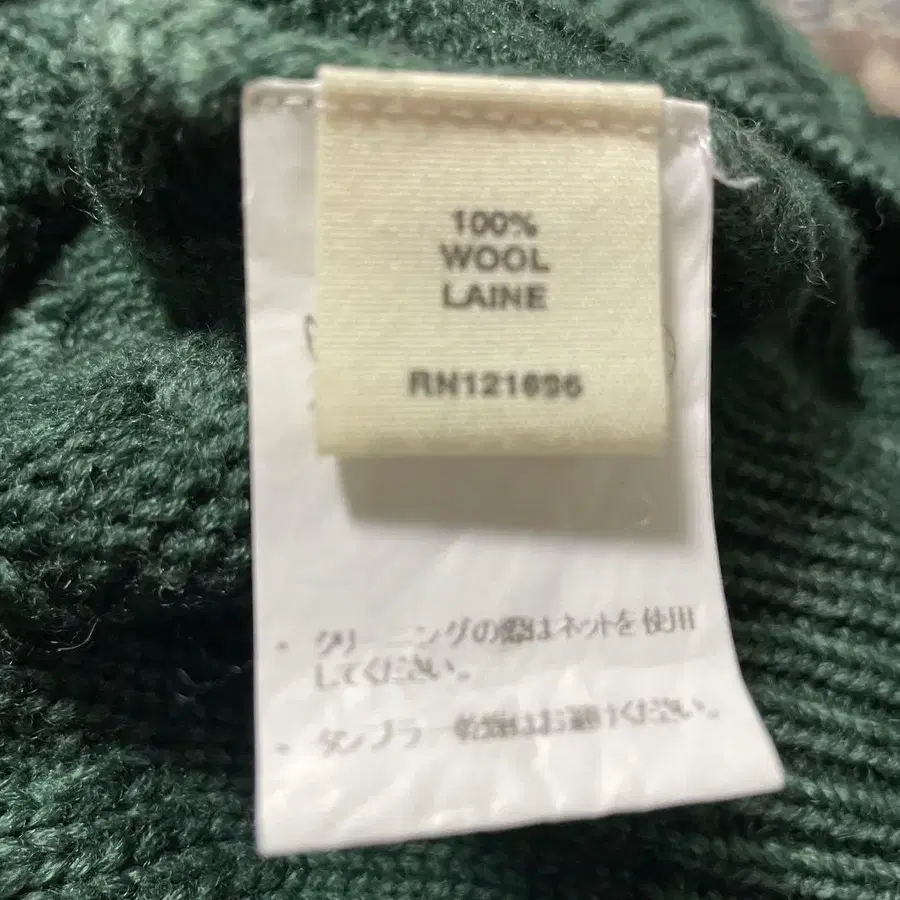 100%
WOOL
LAINE
RN121696
・クリーニングの際はネットを使用
してください。
・タンブラー乾燥はお避けください。